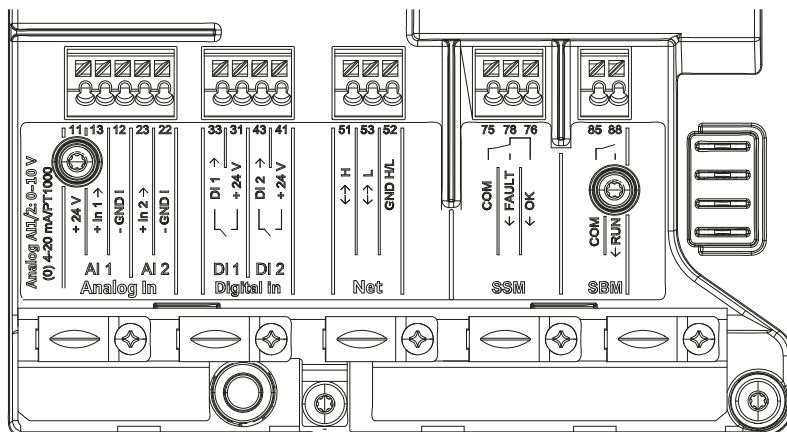 11 13 12 23 22 33 31 43 41 51 53 52 75 78 76 85 88
Analog AI1/2: 0–10 V
(0) 4-20 mA/PT1000
+ 24 V
+ In 1 →
- GND I
+ In 2 →
- GND I
DI 1 →
+ 24 V
DI 2 →
+ 24 V
↔ H
↔ L
GND H/L
COM
← FAULT
← OK
COM
← RUN
AI 1 AI 2 DI 1 DI 2
Analog In Digital in Net SSM SBM